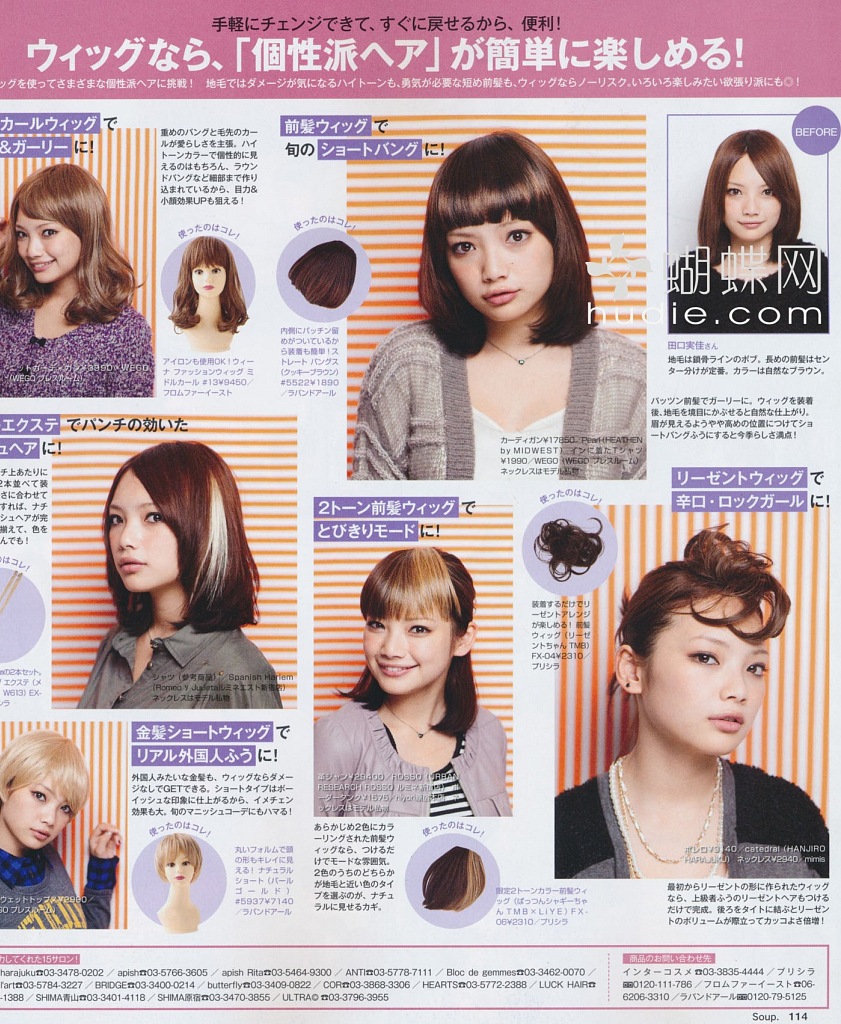 手軽にチェンジできて、すぐに戻せるから、便利!
ウィッグなら、「個性派ヘア」が簡単に楽しめる!
ッグを使ってさまざまな個性派ヘアに挑戦! 地毛ではダメージが気になるハイトーンも、勇気が必要な短め前髪も、ウィッグならノーリスク。いろいろ楽しみたい欲張り派にも◎!
カールウィッグで
&ガーリーに!
重めのバングと毛先のカー
ルが愛らしさを主張。ハイ
トーンカラーで個性的に見
えるのはもちろん、ラウン
ドバングなど細部まで作り
込まれているから、目力&
小顔効果UPも狙える!
使ったのはコレ!
アイロンも使用OK!ウィー
ナ ファッションウィッグ ミ
ドルカール #13¥9450/
フロムファーイースト
ニットカーディガン¥3990/WEGO
(WEGO プレスルーム)
前髪ウィッグで
旬のショートバングに!
使ったのはコレ!
内側にパッチン留
めがついているか
ら装着も簡単!ス
トレート バングス
(クッキーブラウン)
#5522¥1890/
ラバンドアール
カーディガン¥17850/Pearl(HEATHEN
by MIDWEST) インに着たTシャツ
¥1990/WEGO(WEGO プレスルーム)
ネックレスはモデル私物
BEFORE
蝴蝶网
hudie.com
田口実佳さん
地毛は鎖骨ラインのボブ。長めの前髪はセン
ター分けが定番。カラーは自然なブラウン。
パッツン前髪でガーリーに。ウィッグを装着
後、地毛を境目にかぶせると自然な仕上がり。
眉が見えるようやや高めの位置につけてショ
ートバングふうにすると今季らしさ満点!
エクステでパンチの効いた
ュヘアに!
チ上あたりに
2本並べて装
さに合わせて
すれば、ナチ
シュヘアが完
揃えて、色を
んでも!
はコレ!
の2本セット。
エクステ(メ
W613) EX-
ラ
シャツ(参考商品)/Spanish Harlem
(Romeo Y Julietaルミネエスト新宿店)
ネックレスはモデル私物
2トーン前髪ウィッグで
とびきりモードに!
革ジャン¥29400/ROSSO(URBAN
RESEARCH ROSSO ルミネ新宿店)
ネックレスはモデル私物
あらかじめ2色にカラ
ーリングされた前髪ウ
ィッグなら、つけるだ
けでモードな雰囲気。
2色のうちのどちらか
が地毛と近い色のタイ
プを選ぶのが、ナチュ
ラルに見せるカギ。
使ったのはコレ!
限定2トーンカラー前髪ウィ
ッグ(ぱっつんシャギーちゃ
ん TMB×LIYE) FX-
06¥2310/プリシラ
リーゼントウィッグで
辛口・ロックガールに!
使ったのはコレ!
装着するだけでリ
ーゼントアレンジ
が楽しめる! 前髪
ウィッグ(リーゼ
ントちゃん TMB)
FX-04¥2310/
プリシラ
ボレロ¥9140/catedral(HANJIRO
HARAJUKU) ネックレス¥2940/mimis
最初からリーゼントの形に作られたウィッグ
なら、上級者ふうのリーゼントヘアもつける
だけで完成。後ろをタイトに結ぶとリーゼント
のボリュームが際立ってカッコよさ倍増!
金髪ショートウィッグで
リアル外国人ふうに!
外国人みたいな金髪も、ウィッグならダメー
ジなしでGETできる。ショートタイプはボ
ーイッシュな印象に仕上がるから、イメチェン
効果も大。旬のマニッシュコーデにもハマる!
使ったのはコレ!
丸いフォルムで頭
の形もキレイに見
える! ナチュラル
ショート(パール
ゴールド)
#5937¥7140/
ラバンドアール
ウェットトップス¥2990
GO プレスルーム)
力してくれた15サロン!
harajuku☎03-3478-0202 / apish☎03-5766-3605 / apish Rita☎03-5464-9300 / ANTI☎03-5778-7111 / Bloc de gemmes☎03-3462-0070 /
l'art☎03-5784-3227 / BRIDGE☎03-3400-0214 / butterfly☎03-3409-0822 / COR☎03-3868-3306 / HEARTS☎03-5772-2388 / LUCK HAIR☎
-1388 / SHIMA青山☎03-3401-4118 / SHIMA原宿☎03-3470-3855 / ULTRA©☎03-3796-3955
商品のお問い合わせ先
インターコスメ☎03-3835-4444/プリシラ
0120-111-786/フロムファーイースト☎06-
6206-3310/ラバンドアール 0120-79-5125
Soup. 114